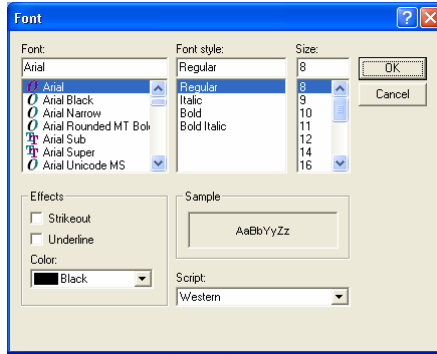 Font
Font:
Arial
Arial
Arial Black
Arial Narrow
Arial Rounded MT Bol
Arial Sub
Arial Super
Arial Unicode MS
Font style:
Regular
Regular
Italic
Bold
Bold Italic
Size:
8
8
9
10
11
12
14
16
OK
Cancel
Effects
Strikeout
Underline
Color:
Black
Sample
AaBbYyZz
Script:
Western